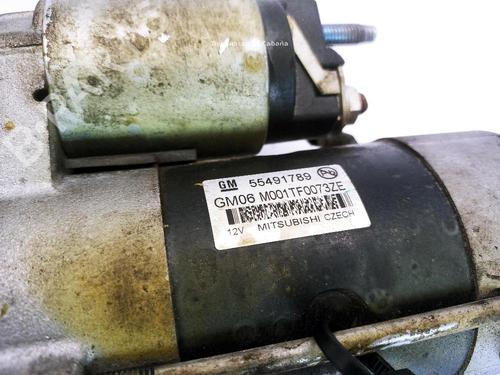 GM 55491789
GM06 M001TF0073ZE
12V MITSUBISHI CZECH